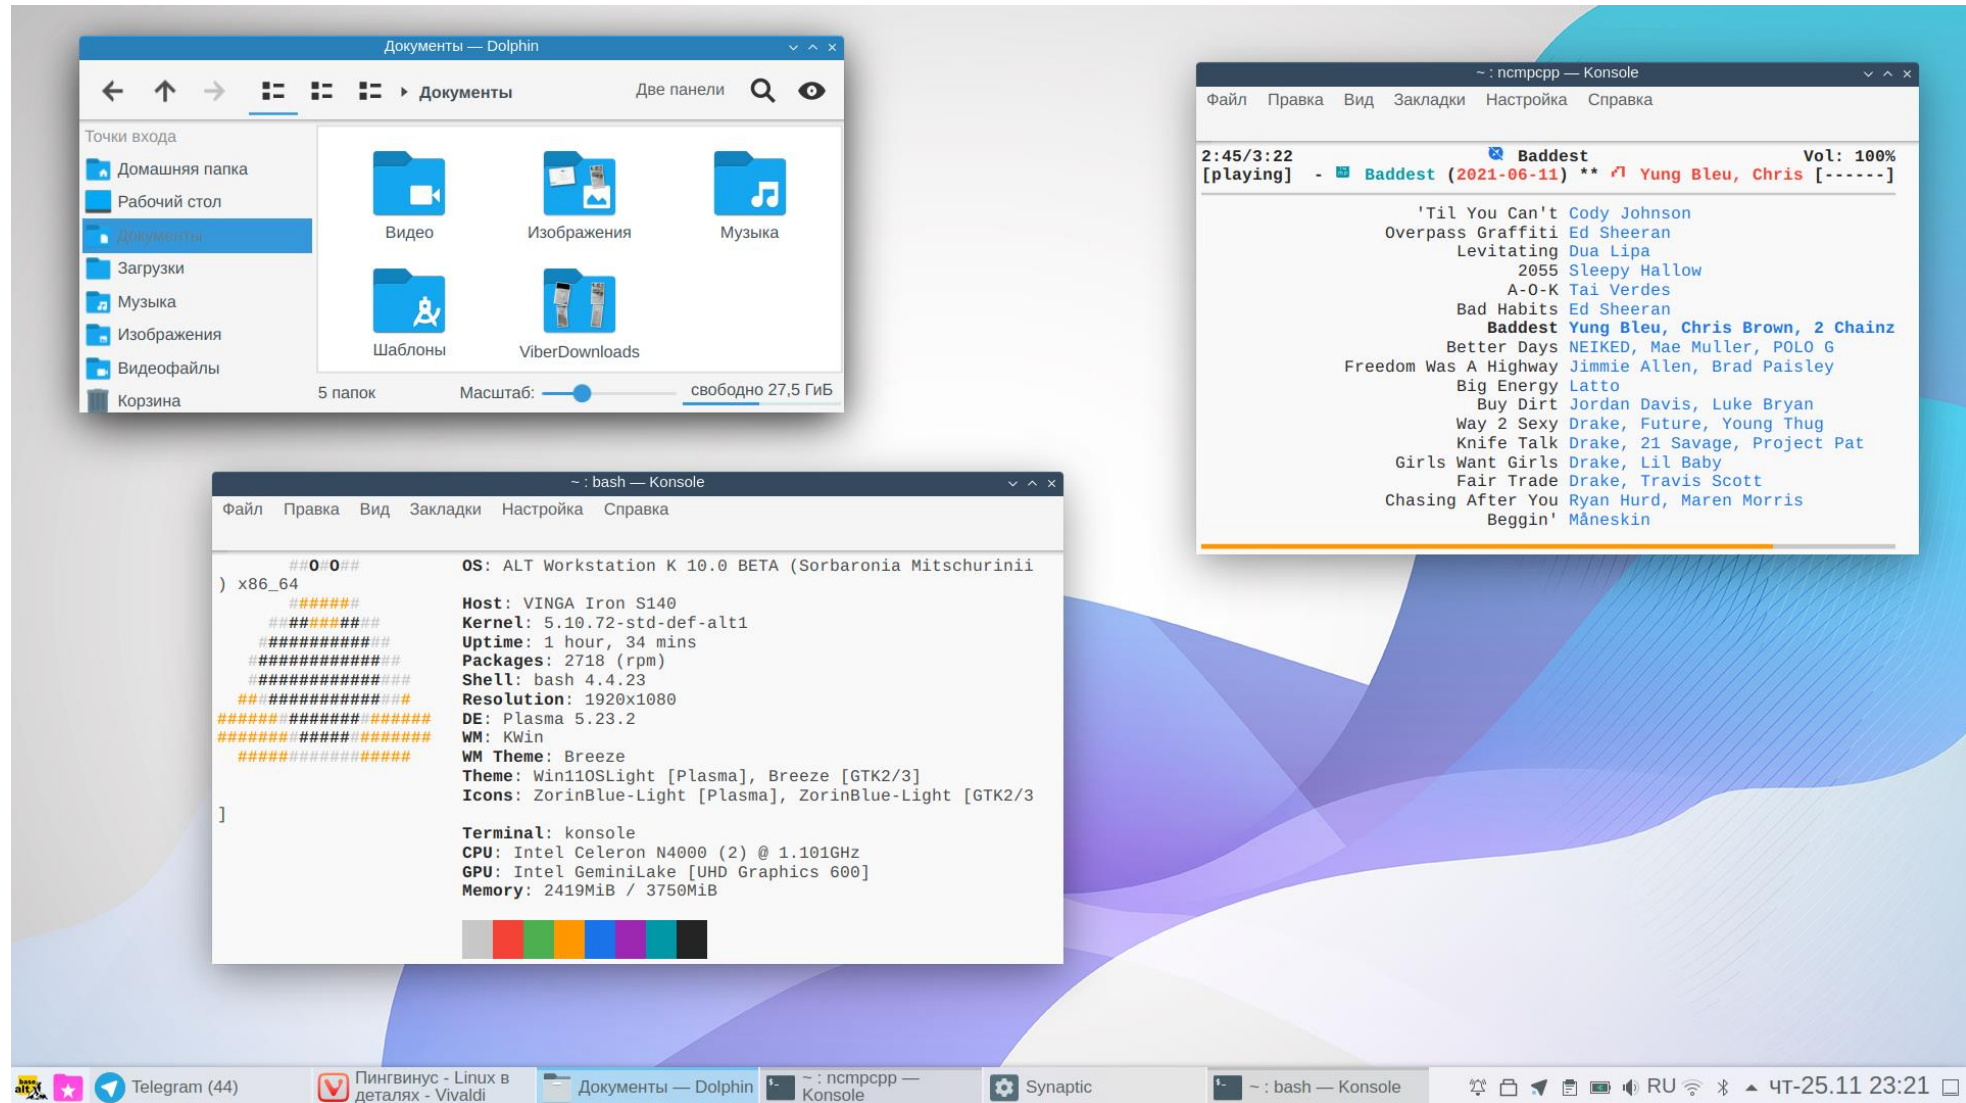 Документы — Dolphin
Документы
Две панели
Точки входа
Домашняя папка
Рабочий стол
Документы
Загрузки
Музыка
Изображения
Видеофайлы
Корзина
Видео
Изображения
Музыка
Шаблоны
ViberDownloads
5 папок
Масштаб:
свободно 27,5 ГиБ
~ : ncmpcpp — Konsole
Файл Правка Вид Закладки Настройка Справка
2:45/3:22 Baddest Vol: 100%
[playing] - Baddest (2021-06-11) ** Yung Bleu, Chris [------]
'Til You Can't Cody Johnson
Overpass Graffiti Ed Sheeran
Levitating Dua Lipa
2055 Sleepy Hallow
A-O-K Tai Verdes
Bad Habits Ed Sheeran
Baddest Yung Bleu, Chris Brown, 2 Chainz
Better Days NEIKED, Mae Muller, POLO G
Freedom Was A Highway Jimmie Allen, Brad Paisley
Big Energy Latto
Buy Dirt Jordan Davis, Luke Bryan
Way 2 Sexy Drake, Future, Young Thug
Knife Talk Drake, 21 Savage, Project Pat
Girls Want Girls Drake, Lil Baby
Fair Trade Drake, Travis Scott
Chasing After You Ryan Hurd, Maren Morris
Beggin' Måneskin
~ : bash — Konsole
Файл Правка Вид Закладки Настройка Справка
##O#O## OS: ALT Workstation K 10.0 BETA (Sorbaronia Mitschurinii
) x86_64
####### Host: VINGA Iron S140
########### Kernel: 5.10.72-std-def-alt1
############# Uptime: 1 hour, 34 mins
############### Packages: 2718 (rpm)
################ Shell: bash 4.4.23
################# Resolution: 1920x1080
##################### DE: Plasma 5.23.2
##################### WM: KWin
################# WM Theme: Breeze
Theme: Win11OSLight [Plasma], Breeze [GTK2/3]
Icons: ZorinBlue-Light [Plasma], ZorinBlue-Light [GTK2/3
]
Terminal: konsole
CPU: Intel Celeron N4000 (2) @ 1.101GHz
GPU: Intel GeminiLake [UHD Graphics 600]
Memory: 2419MiB / 3750MiB
base
alt
Telegram (44)
Пингвинус - Linux в
деталях - Vivaldi
Документы — Dolphin
~ : ncmpcpp —
Konsole
Synaptic
~ : bash — Konsole
RU
чт-25.11 23:21